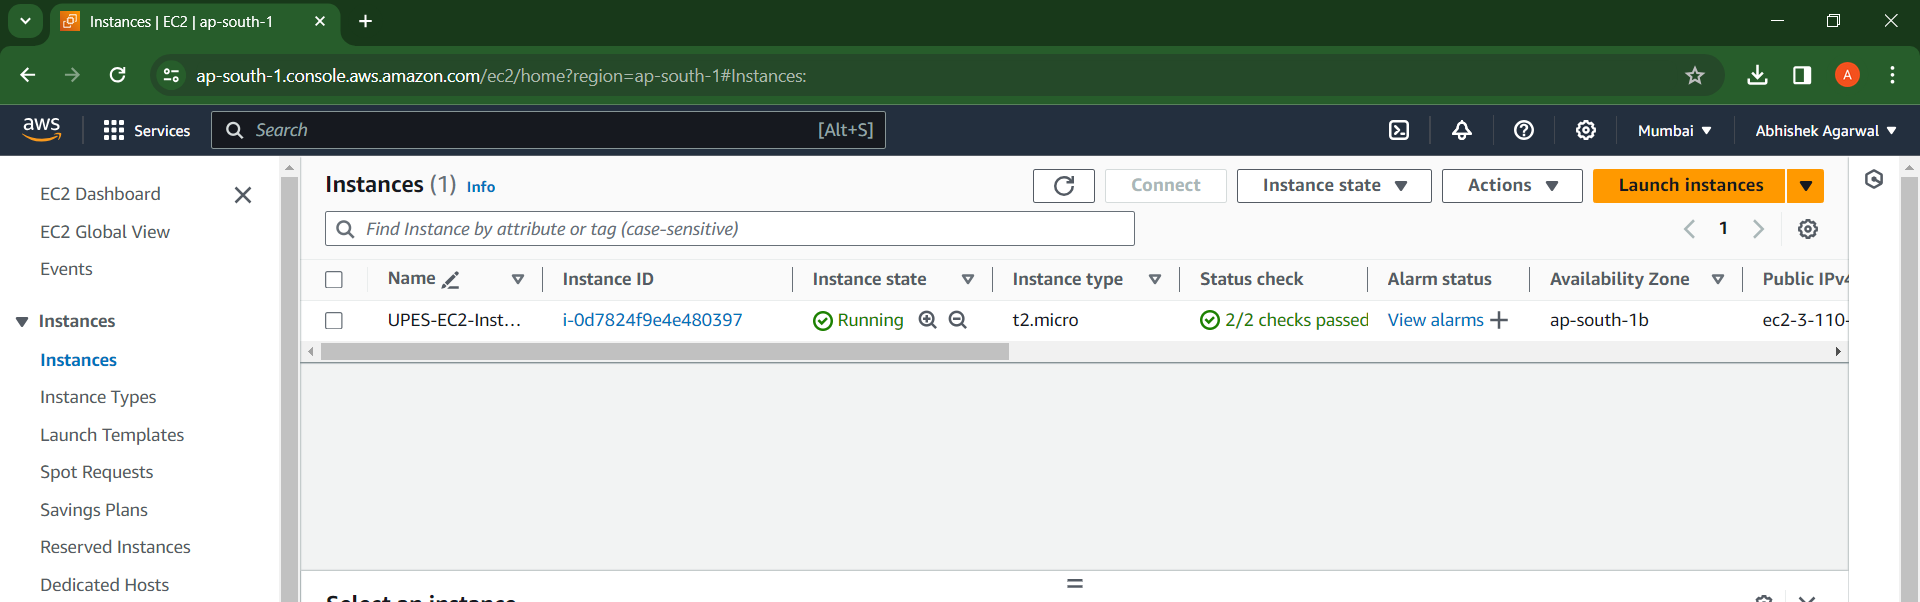 Instances | EC2 | ap-south-1
ap-south-1.console.aws.amazon.com/ec2/home?region=ap-south-1#Instances:
A
aws
Services
Search
[Alt+S]
Mumbai
Abhishek Agarwal
EC2 Dashboard
EC2 Global View
Events
Instances
Instances
Instance Types
Launch Templates
Spot Requests
Savings Plans
Reserved Instances
Dedicated Hosts
Instances (1) Info
Connect
Instance state
Actions
Launch instances
Find Instance by attribute or tag (case-sensitive)
1
Name Instance ID Instance state Instance type Status check Alarm status Availability Zone Public IPv4
UPES-EC2-Inst... i-0d7824f9e4e480397 Running t2.micro 2/2 checks passed View alarms + ap-south-1b ec2-3-110-
Select an instance